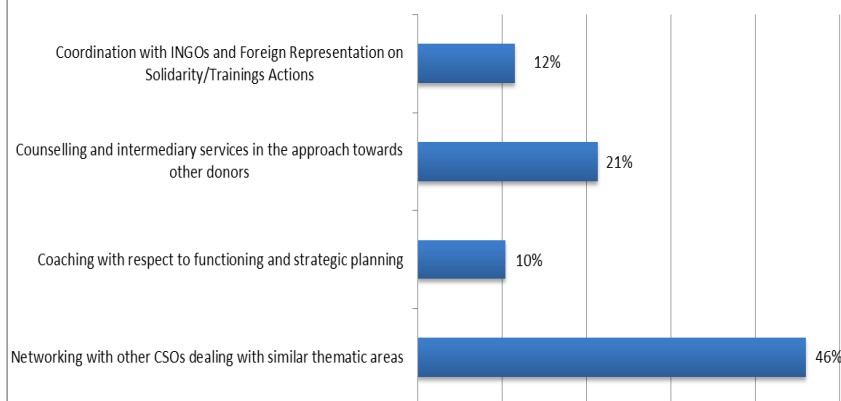 Coordination with INGOs and Foreign Representation on
Solidarity/Trainings Actions
12%
Counselling and intermediary services in the approach towards
other donors
21%
Coaching with respect to functioning and strategic planning
10%
Networking with other CSOs dealing with similar thematic areas
46%